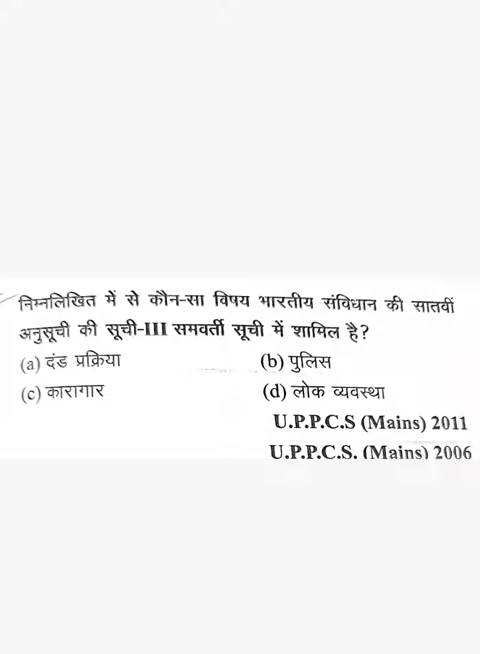 निम्नलिखित में से कौन-सा विषय भारतीय संविधान की सातवीं
अनुसूची की सूची-III समवर्ती सूची में शामिल है?
(a) दंड प्रक्रिया (b) पुलिस
(c) कारागार (d) लोक व्यवस्था
U.P.P.C.S (Mains) 2011
U.P.P.C.S. (Mains) 2006